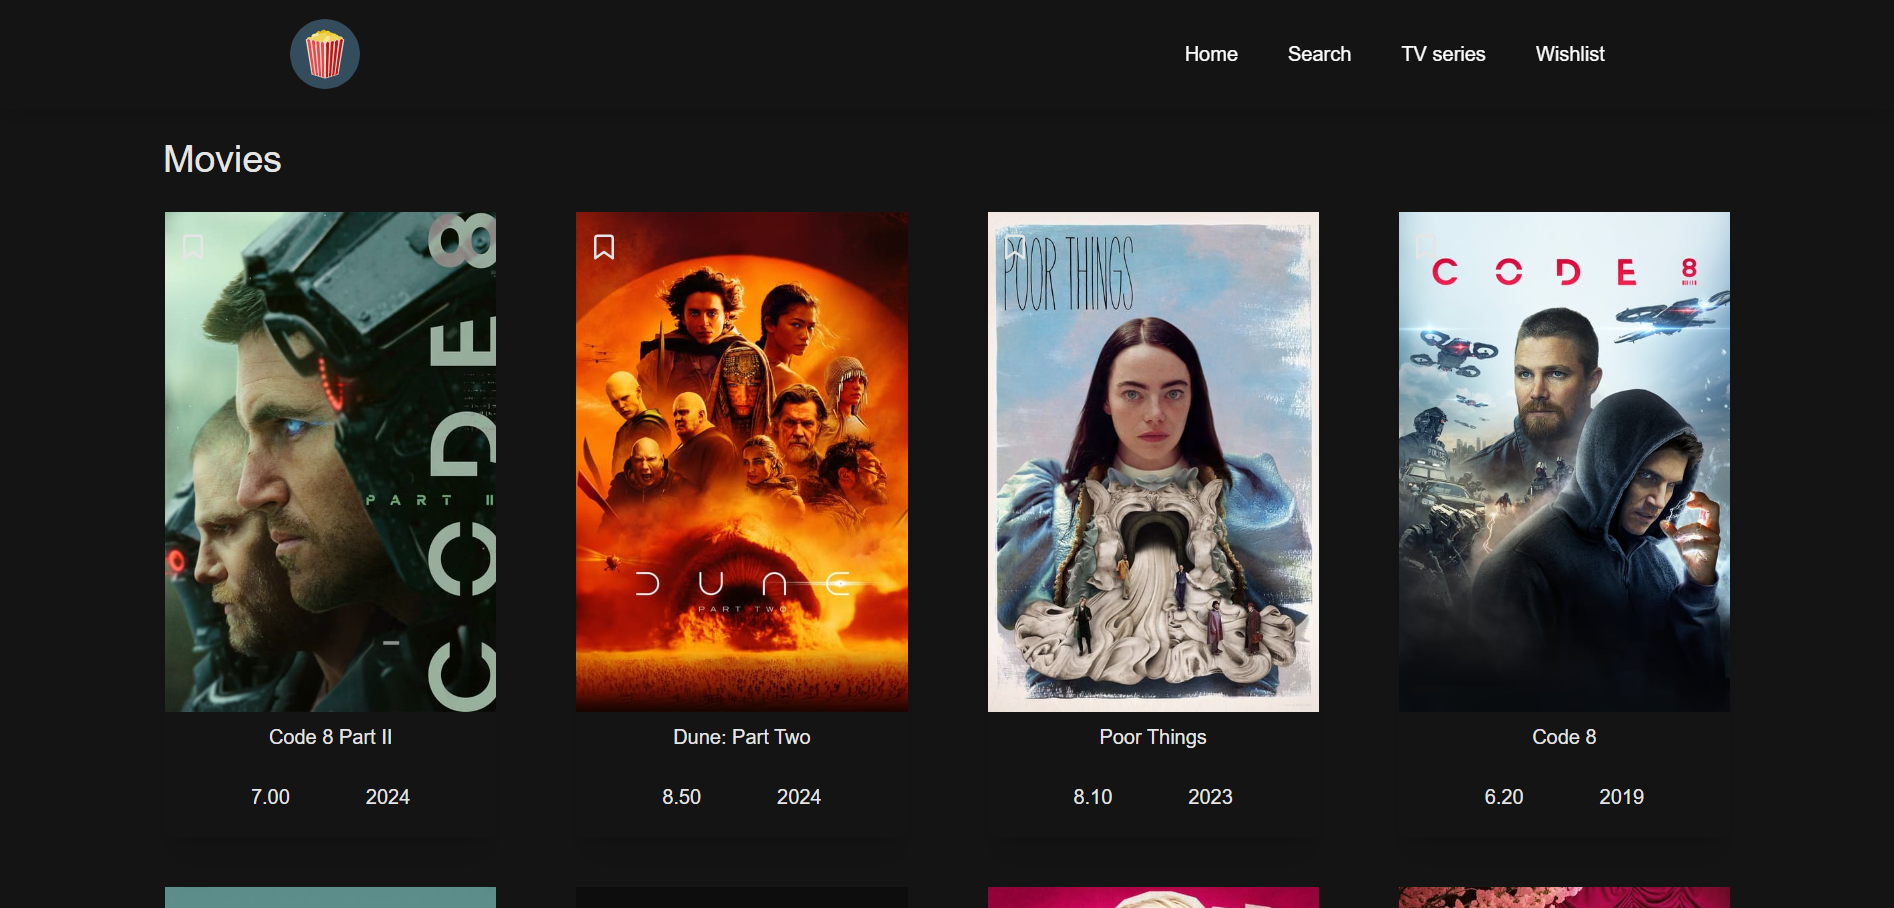 Home Search TV series Wishlist
Movies
CODE 8
PART II
DUNE
PART TWO
POOR THINGS
CODE 8
POLICE
Code 8 Part II
Dune: Part Two
Poor Things
Code 8
7.00 2024
8.50 2024
8.10 2023
6.20 2019